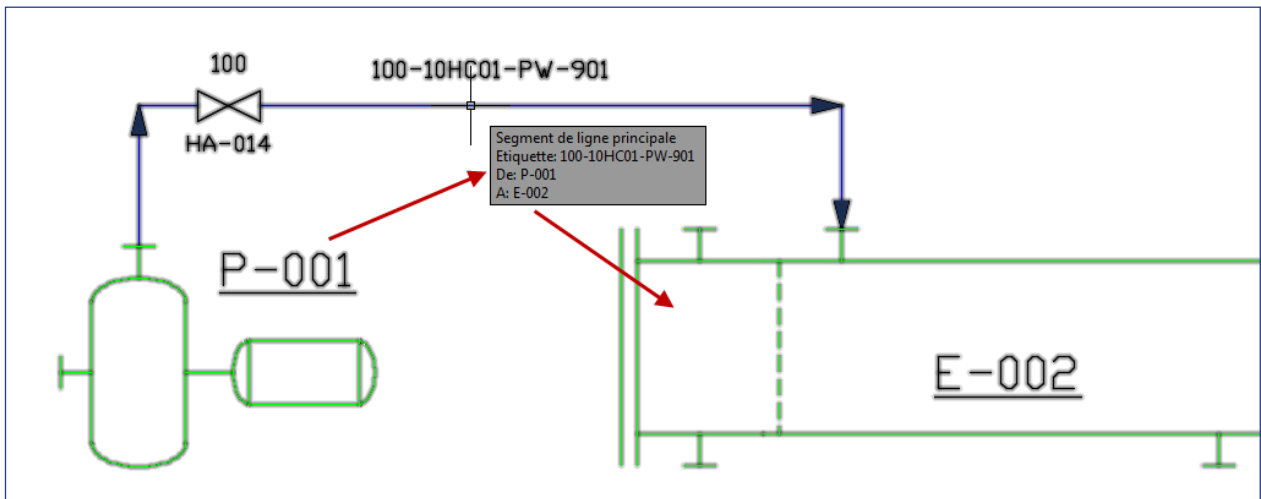 100
100-10HC01-PW-901
HA-014
Segment de ligne principale
Etiquette: 100-10HC01-PW-901
De: P-001
A: E-002
P-001
E-002